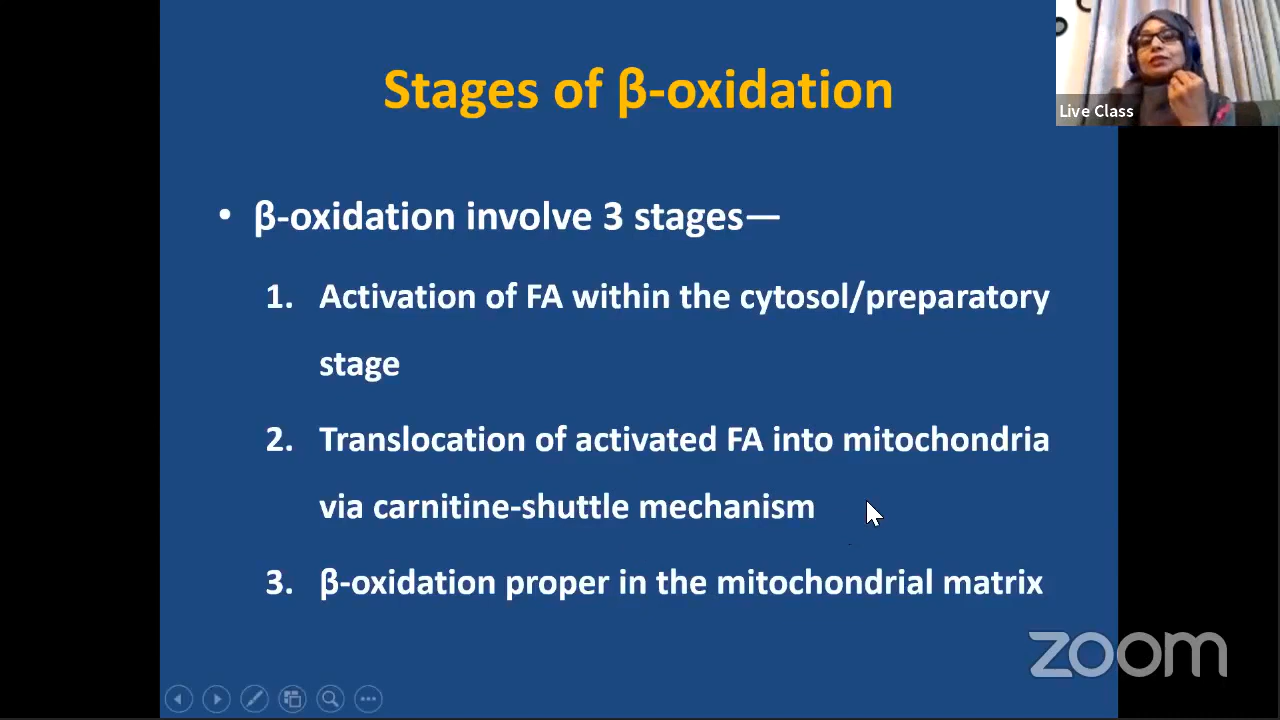 Stages of β-oxidation
Live Class
• β-oxidation involve 3 stages—
1. Activation of FA within the cytosol/preparatory
stage
2. Translocation of activated FA into mitochondria
via carnitine-shuttle mechanism
3. β-oxidation proper in the mitochondrial matrix
zoom